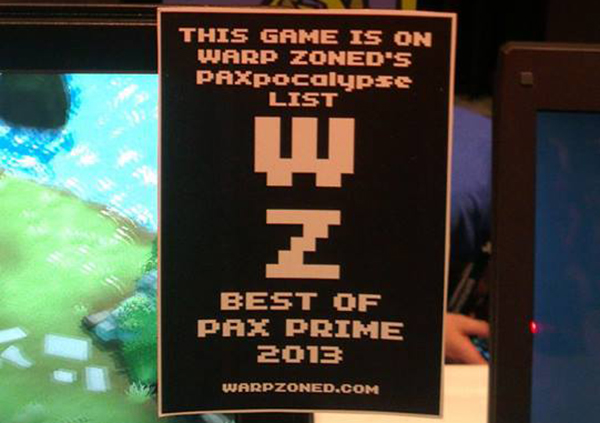 THIS GAME IS ON
WARP ZONED'S
PAXpocalypse
LIST
W
Z
BEST OF
PAX PRIME
2013
WARPZONED.COM